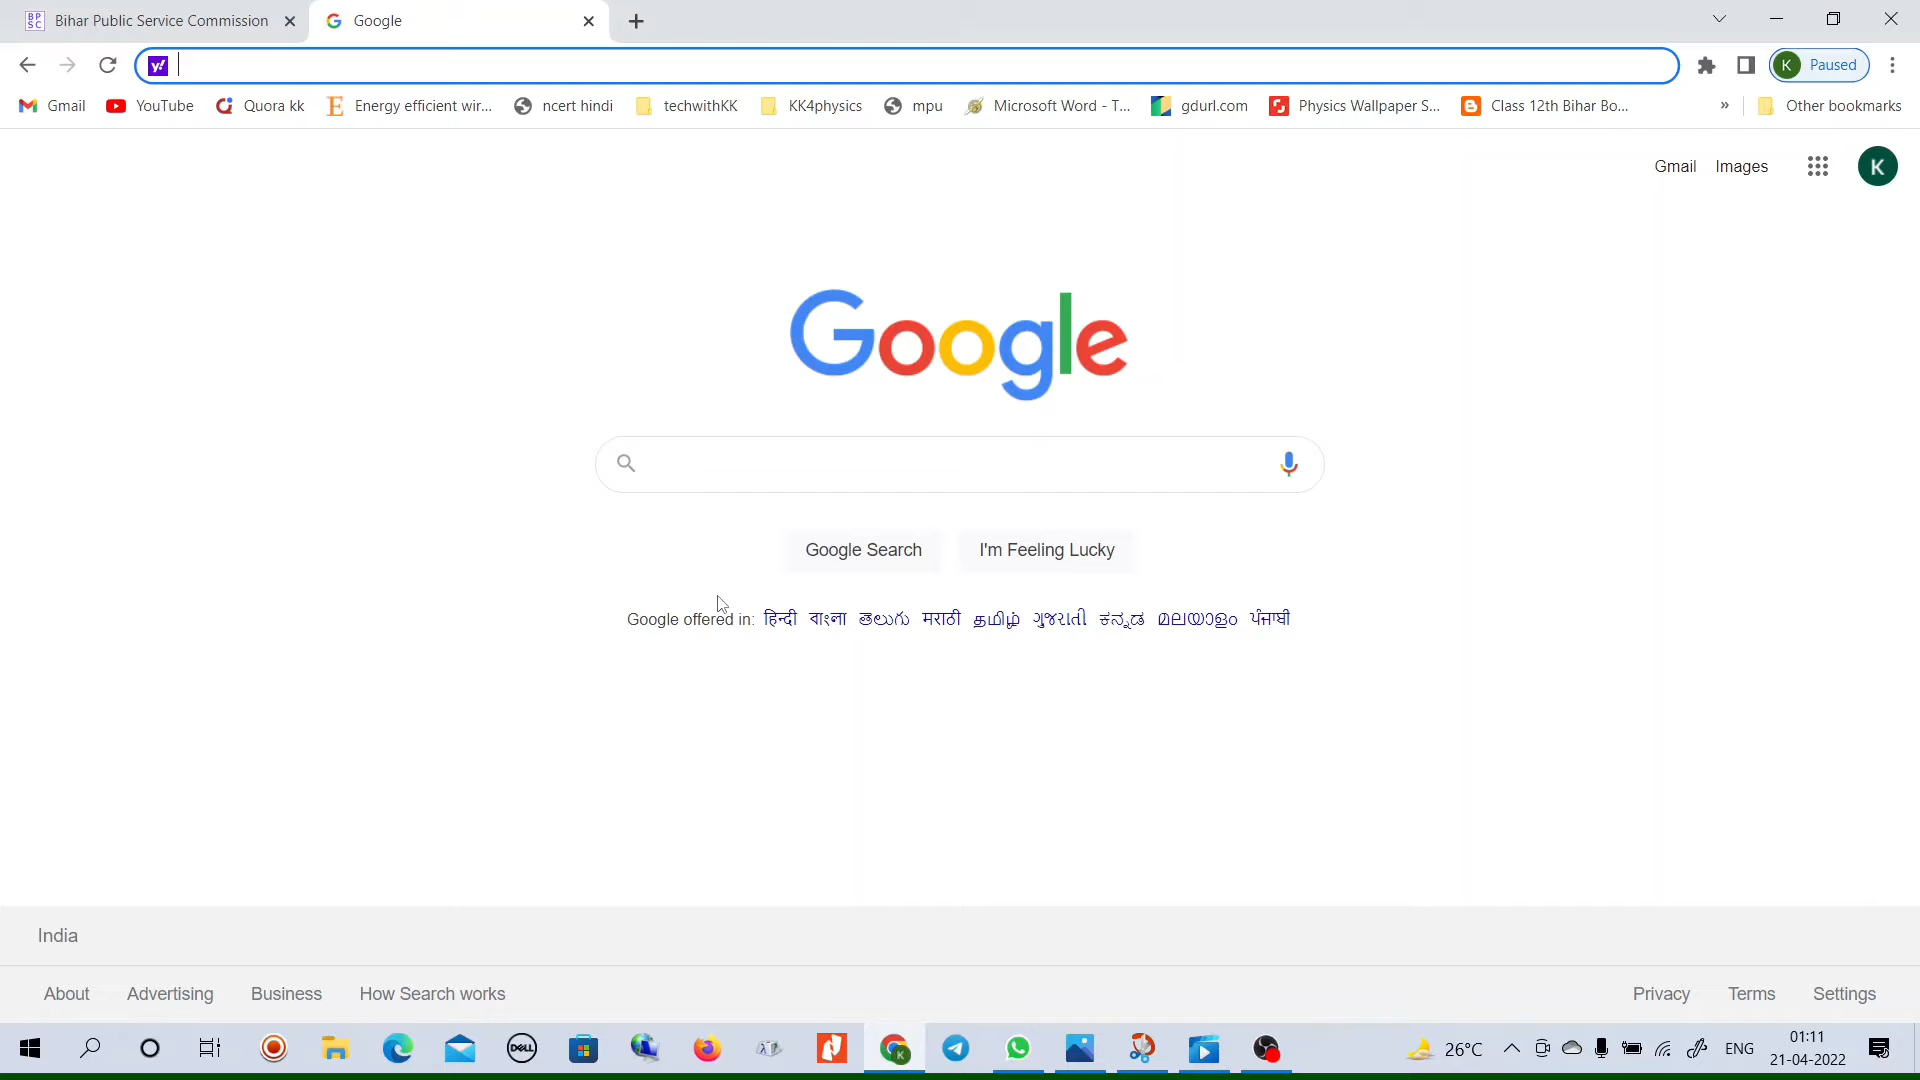 BPSC Bihar Public Service Commission
Google
y!
K Paused
Gmail YouTube Quora kk Energy efficient wir... ncert hindi techwithKK KK4physics mpu Microsoft Word - T... gdurl.com Physics Wallpaper S... Class 12th Bihar Bo... » Other bookmarks
Gmail Images K
Google
Google Search I'm Feeling Lucky
Google offered in: हिन्दी বাংলা తెలుగు मराठी தமிழ் ગુજરાતી ಕನ್ನಡ മലയാളം ਪੰਜਾਬੀ
India
About Advertising Business How Search works Privacy Terms Settings
DELL K 26°C ENG 01:11
21-04-2022